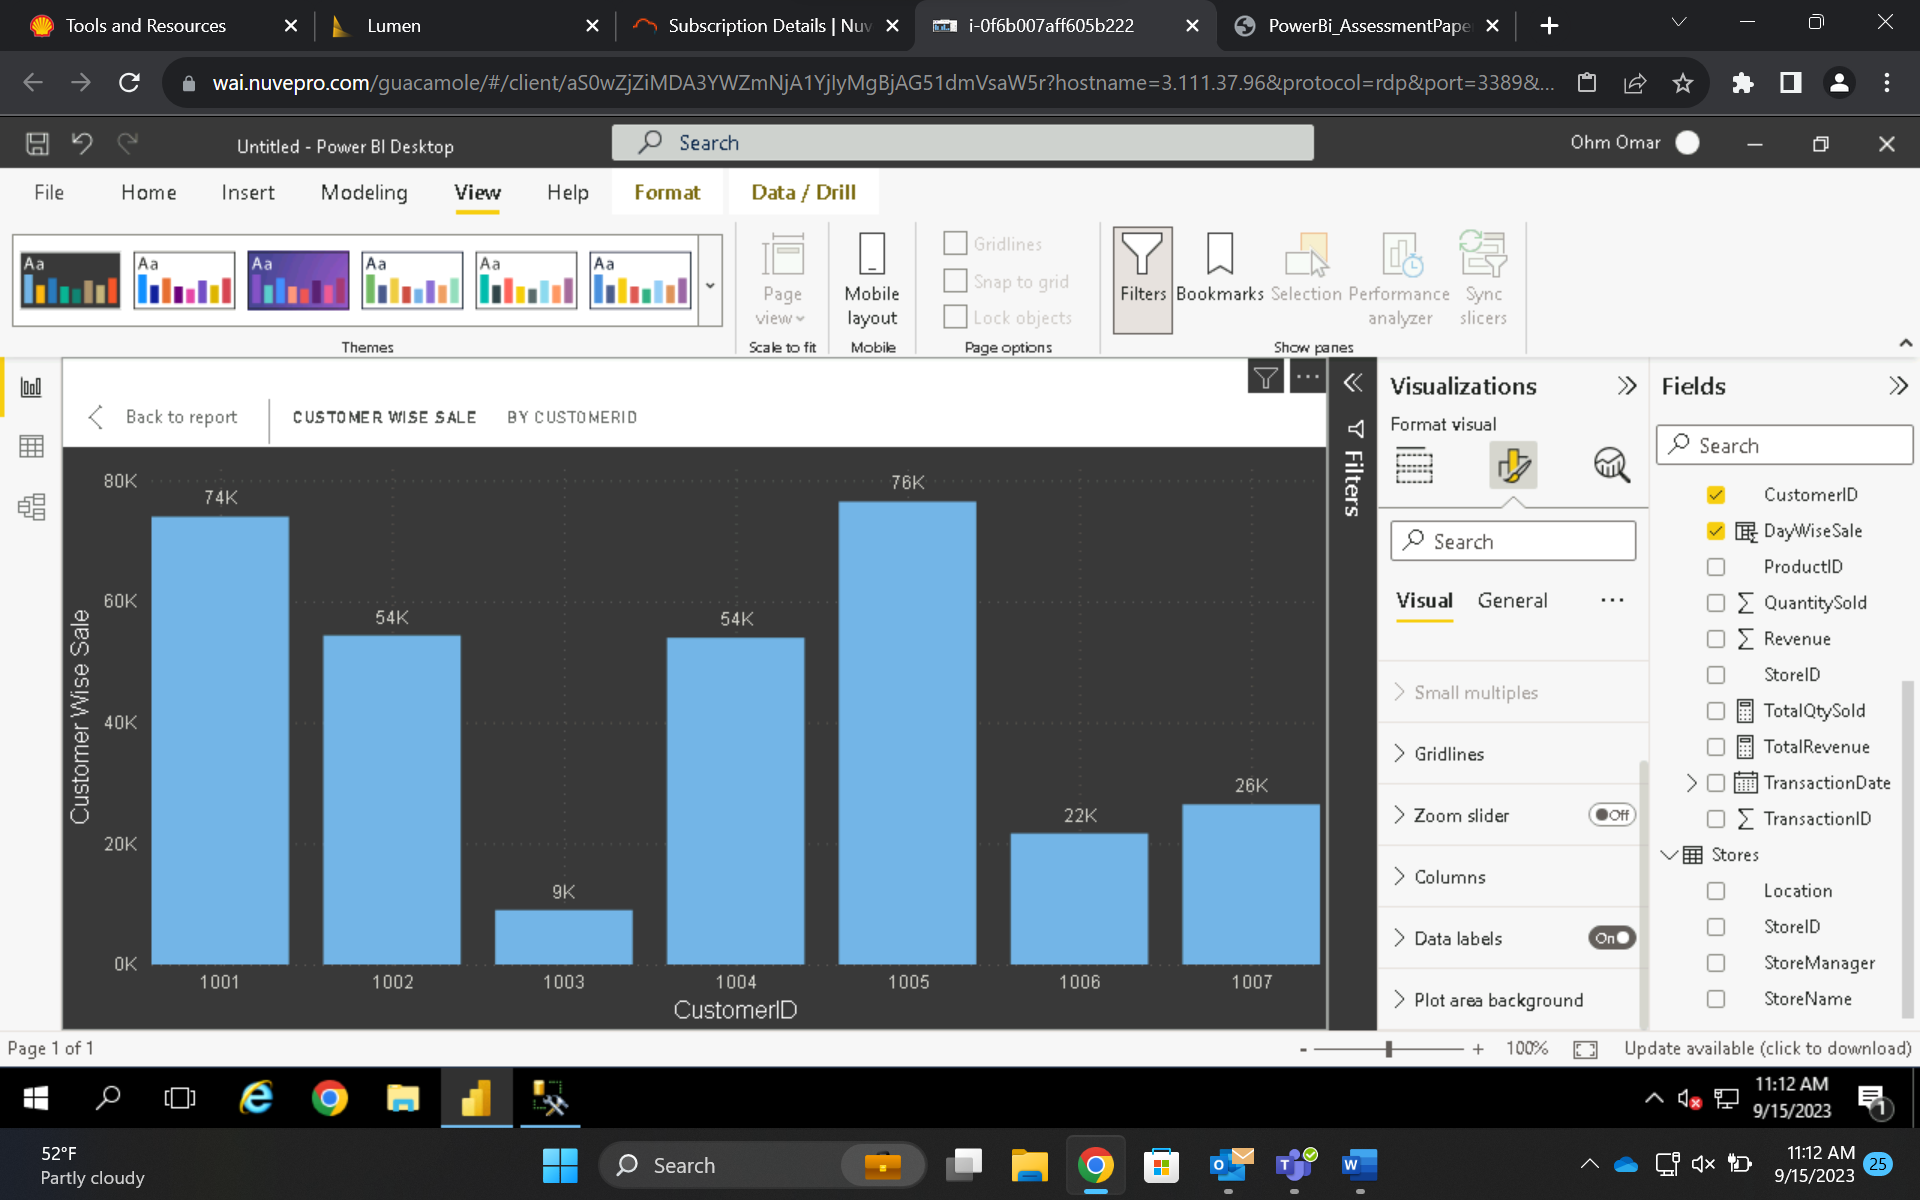 Tools and Resources
Lumen
Subscription Details | Nuv
i-0f6b007aff605b222
PowerBi_AssessmentPape
wai.nuvepro.com/guacamole/#/client/aS0wZjZiMDA3YWZmNjA1YjIyMgBjAG51dmVsaW5r?hostname=3.111.37.96&protocol=rdp&port=3389&...
Untitled - Power BI Desktop
Search
Ohm Omar
File
Home
Insert
Modeling
View
Help
Format
Data / Drill
Aa
Aa
Aa
Aa
Aa
Aa
Themes
Page
view
Scale to fit
Mobile
layout
Mobile
Gridlines
Snap to grid
Lock objects
Page options
Filters
Bookmarks
Selection
Performance
analyzer
Sync
slicers
Show panes
Back to report
CUSTOMER WISE SALE
BY CUSTOMERID
80K
60K
40K
20K
0K
Customer Wise Sale
74K
54K
9K
54K
76K
22K
26K
1001
1002
1003
1004
1005
1006
1007
CustomerID
Filters
Visualizations
Format visual
Search
Visual
General
Small multiples
Gridlines
Zoom slider
Off
Columns
Data labels
On
Plot area background
Fields
Search
CustomerID
DayWiseSale
ProductID
QuantitySold
Revenue
StoreID
TotalQtySold
TotalRevenue
TransactionDate
TransactionID
Stores
Location
StoreID
StoreManager
StoreName
Page 1 of 1
- + 100%
Update available (click to download)
11:12 AM
9/15/2023
1
52°F
Partly cloudy
Search
11:12 AM
9/15/2023
25